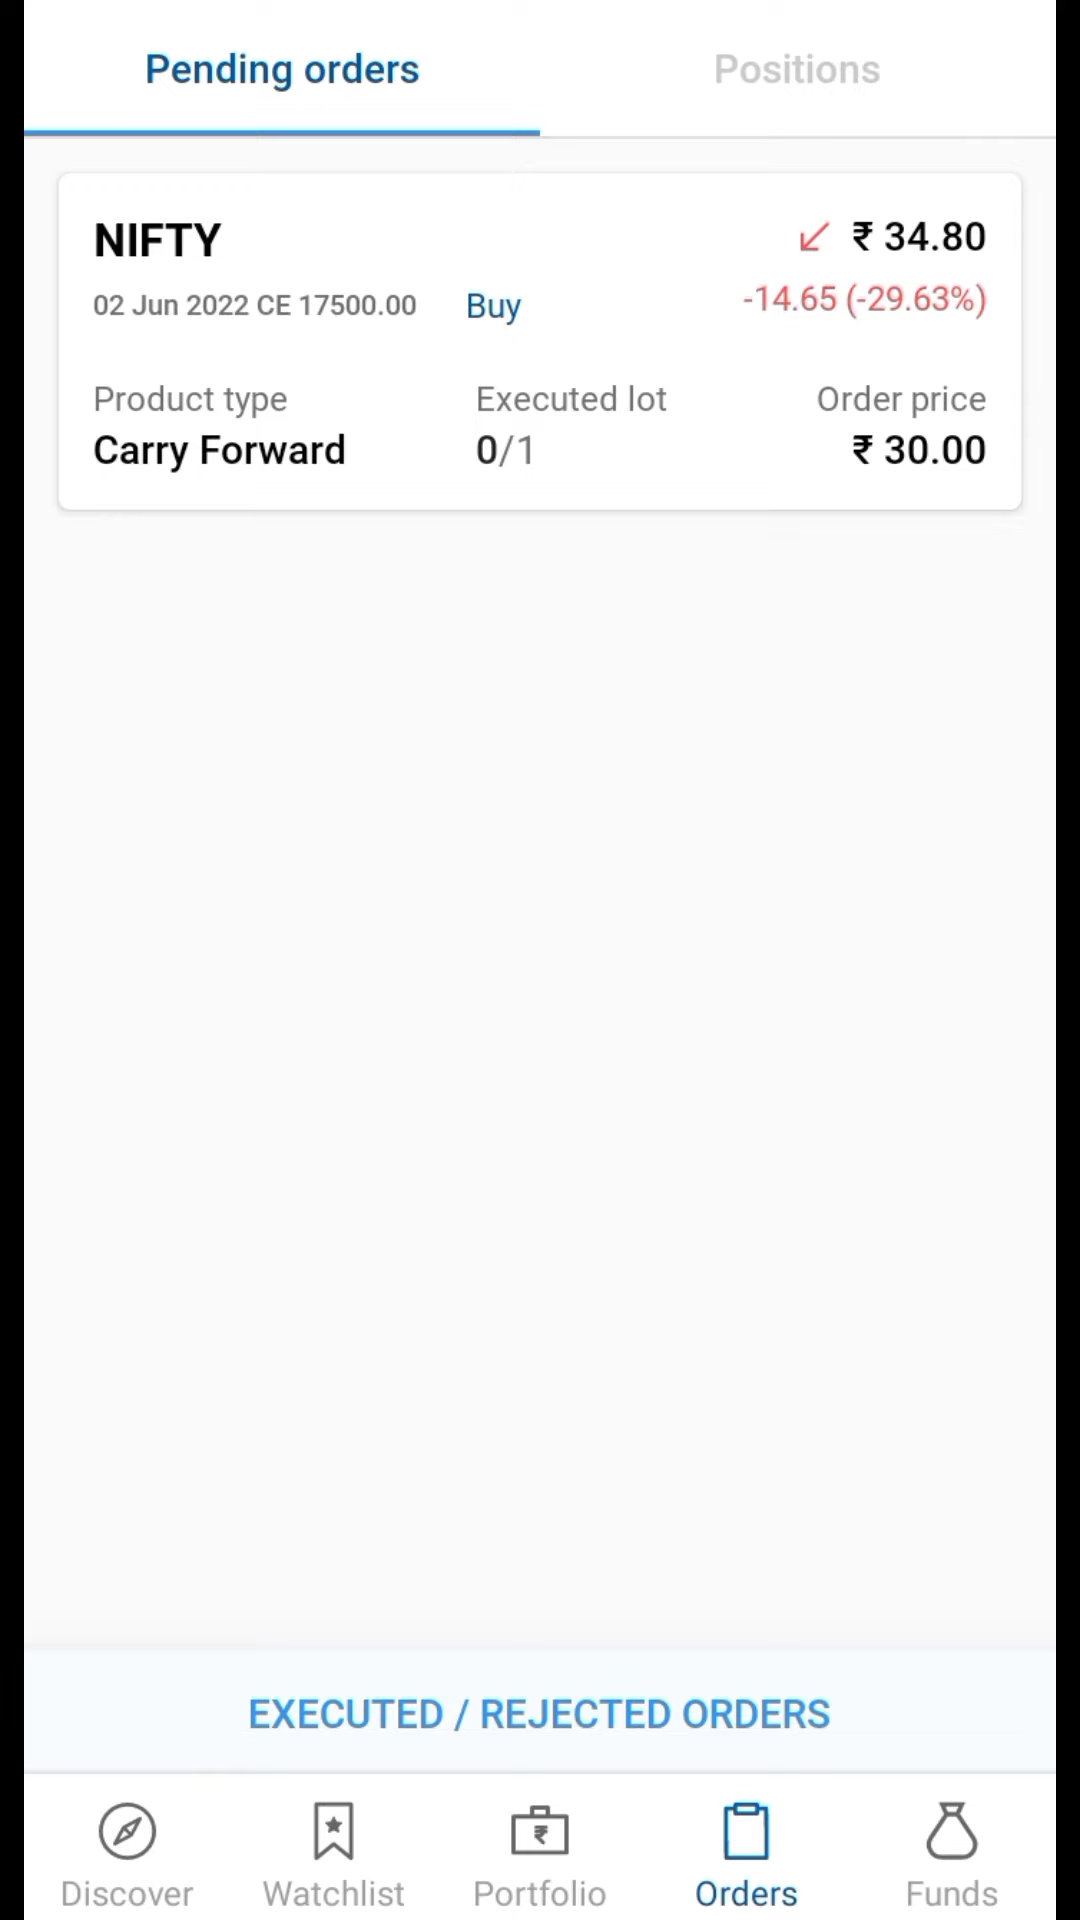 Pending orders Positions
NIFTY ₹ 34.80
02 Jun 2022 CE 17500.00 Buy -14.65 (-29.63%)
Product type Executed lot Order price
Carry Forward 0/1 ₹ 30.00
EXECUTED / REJECTED ORDERS
Discover Watchlist Portfolio Orders Funds